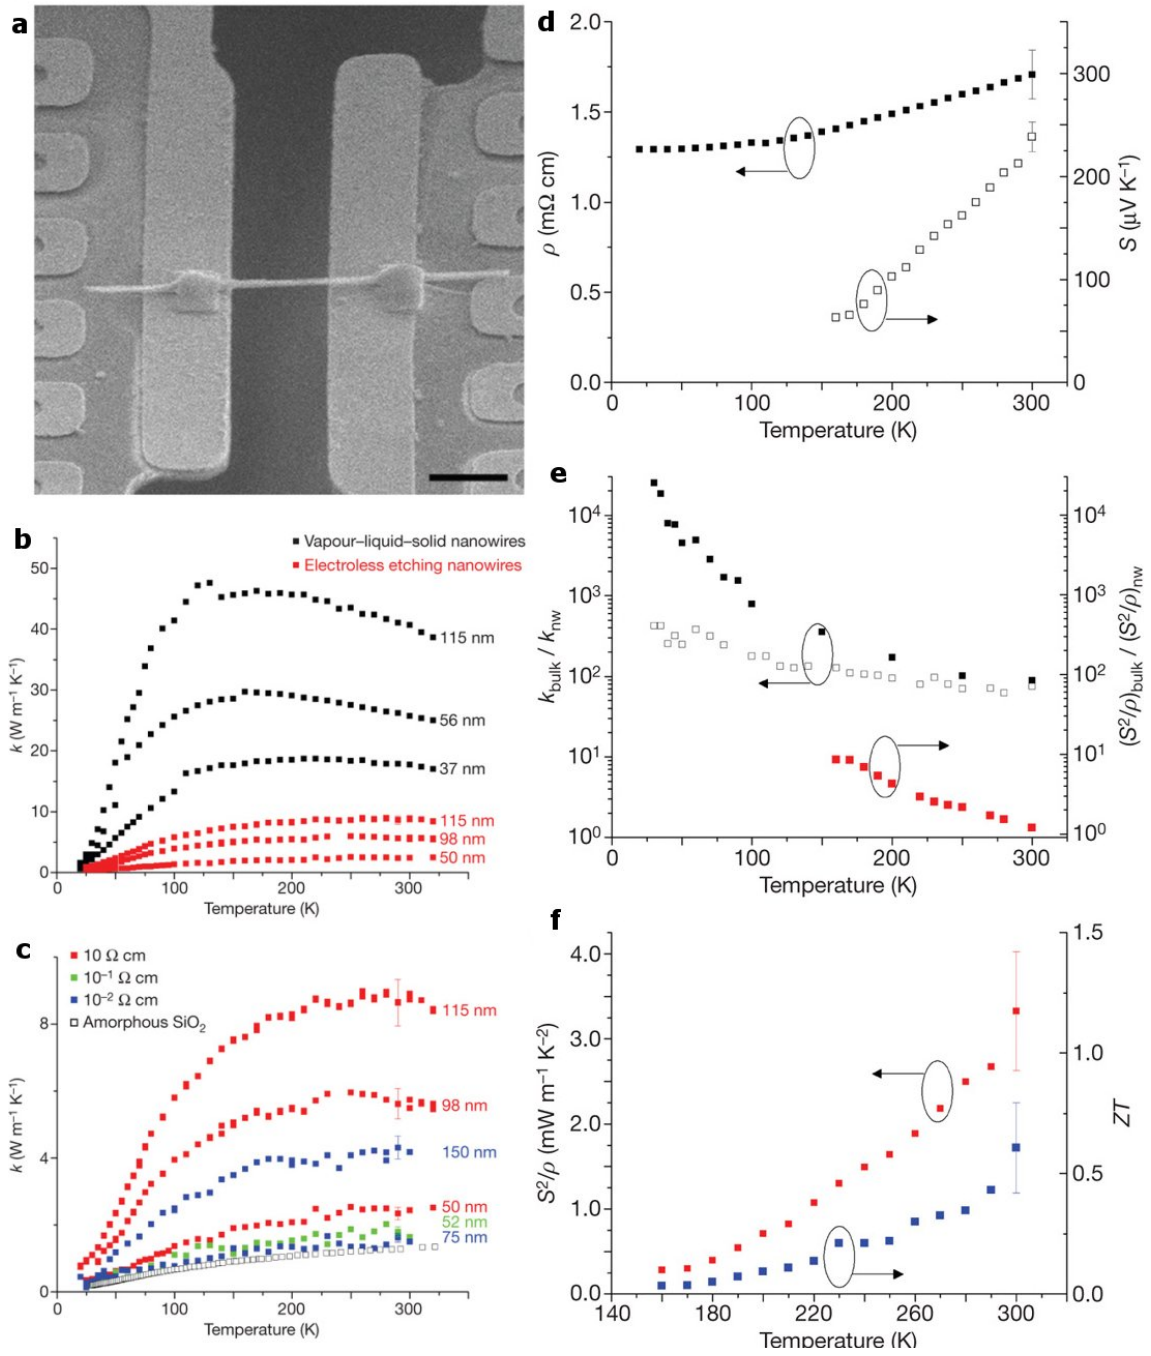 a
b
Vapour–liquid–solid nanowires
Electroless etching nanowires
50
40
30
20
10
0
k (W m⁻¹ K⁻¹)
115 nm
56 nm
37 nm
115 nm
98 nm
50 nm
0
100
200
300
Temperature (K)
c
10 Ω cm
10⁻¹ Ω cm
10⁻² Ω cm
Amorphous SiO₂
8
4
0
k (W m⁻¹ K⁻¹)
115 nm
98 nm
150 nm
50 nm
52 nm
75 nm
0
100
200
300
Temperature (K)
d
2.0
1.5
1.0
0.5
0.0
ρ (mΩ cm)
300
200
100
0
S (μV K⁻¹)
0
100
200
300
Temperature (K)
e
10⁴
10³
10²
10¹
10⁰
k_bulk / k_nw
10⁴
10³
10²
10¹
10⁰
(S²/ρ)_bulk / (S²/ρ)_nw
0
100
200
300
Temperature (K)
f
4.0
3.0
2.0
1.0
0.0
S²/ρ (mW m⁻¹ K⁻²)
1.5
1.0
0.5
0.0
ZT
140
180
220
260
300
Temperature (K)